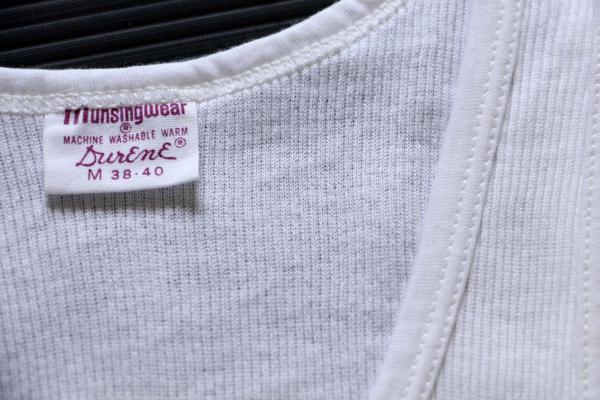 Munsingwear
®
MACHINE WASHABLE WARM
DurENE®
M 38-40